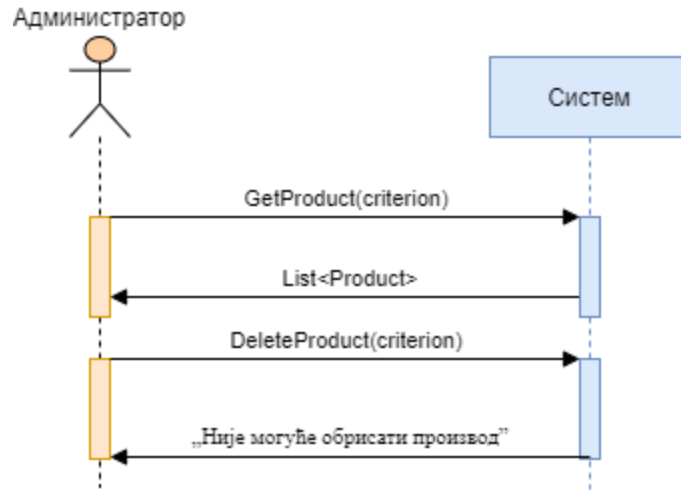 Администратор
Систем
GetProduct(criterion)
List<Product>
DeleteProduct(criterion)
„Није могуће обрисати производ”